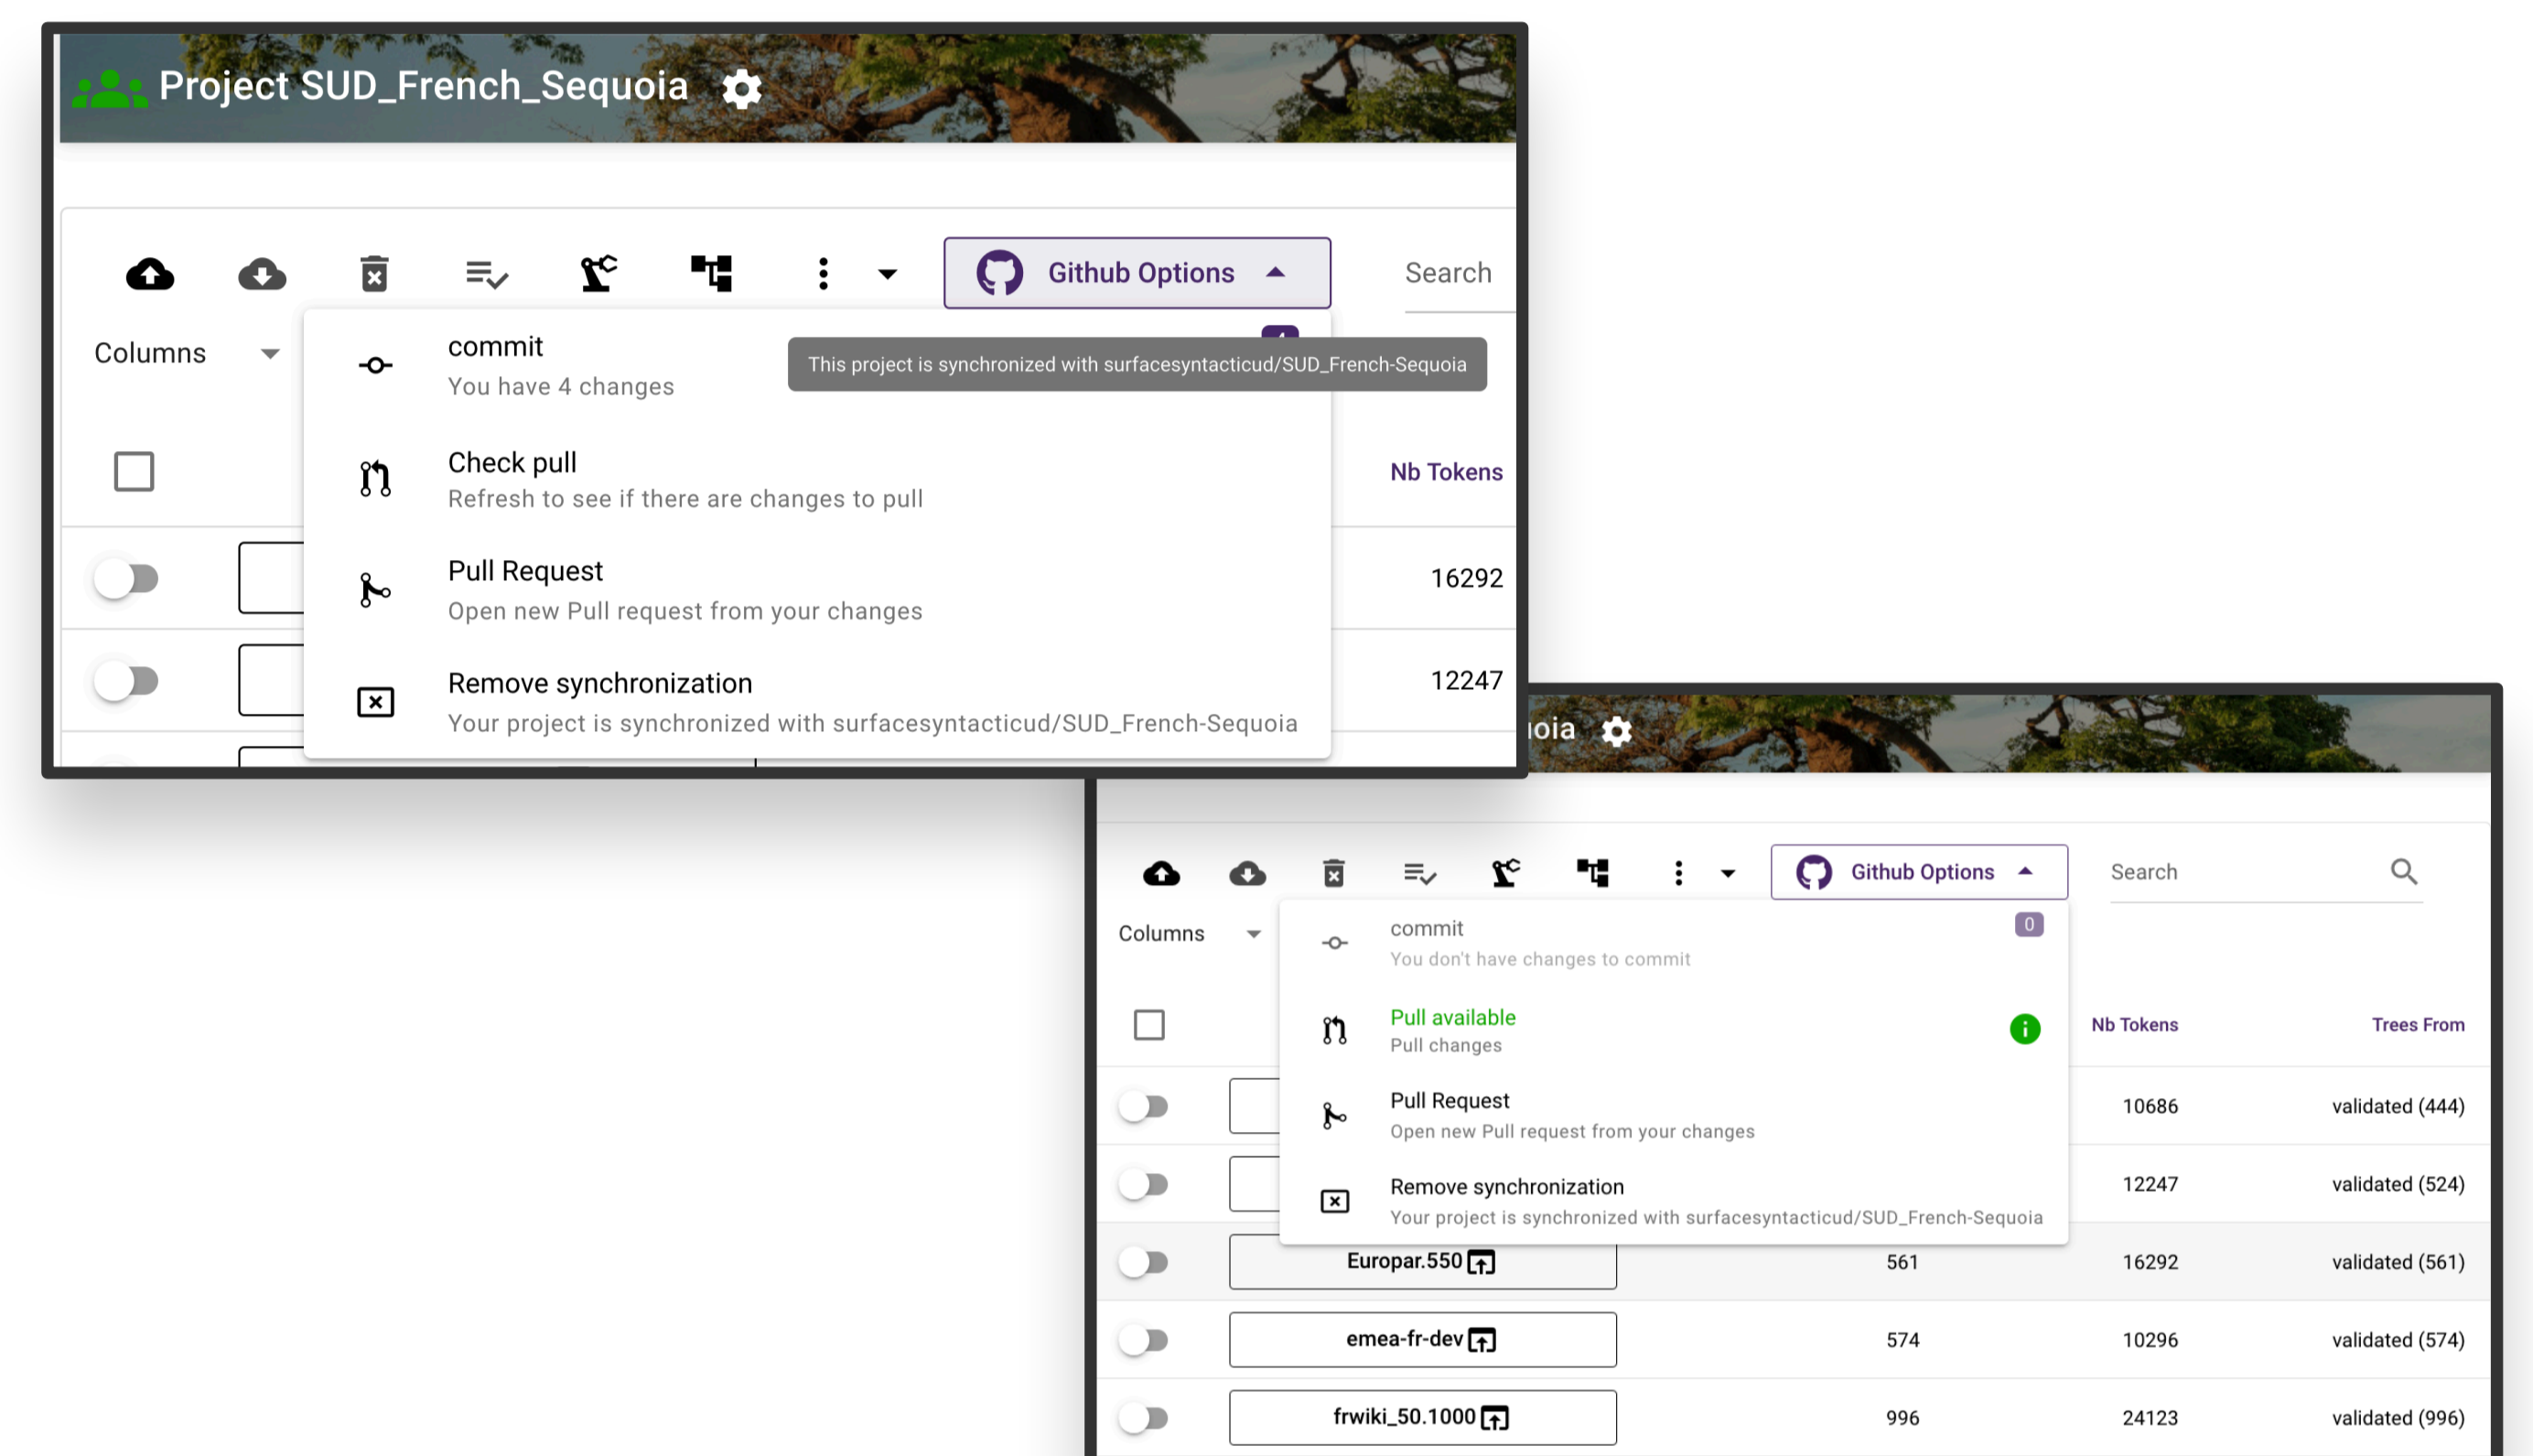 Project SUD_French_Sequoia
Github Options
Search
Columns
commit
You have 4 changes
This project is synchronized with surfacesyntacticud/SUD_French-Sequoia
Check pull
Refresh to see if there are changes to pull
Nb Tokens
Pull Request
Open new Pull request from your changes
16292
Remove synchronization
Your project is synchronized with surfacesyntacticud/SUD_French-Sequoia
12247
oia
Github Options
Search
Columns
commit
0
You don't have changes to commit
Pull available
Pull changes
Nb Tokens
Trees From
Pull Request
Open new Pull request from your changes
10686
validated (444)
Remove synchronization
Your project is synchronized with surfacesyntacticud/SUD_French-Sequoia
12247
validated (524)
Europar.550
561
16292
validated (561)
emea-fr-dev
574
10296
validated (574)
frwiki_50.1000
996
24123
validated (996)